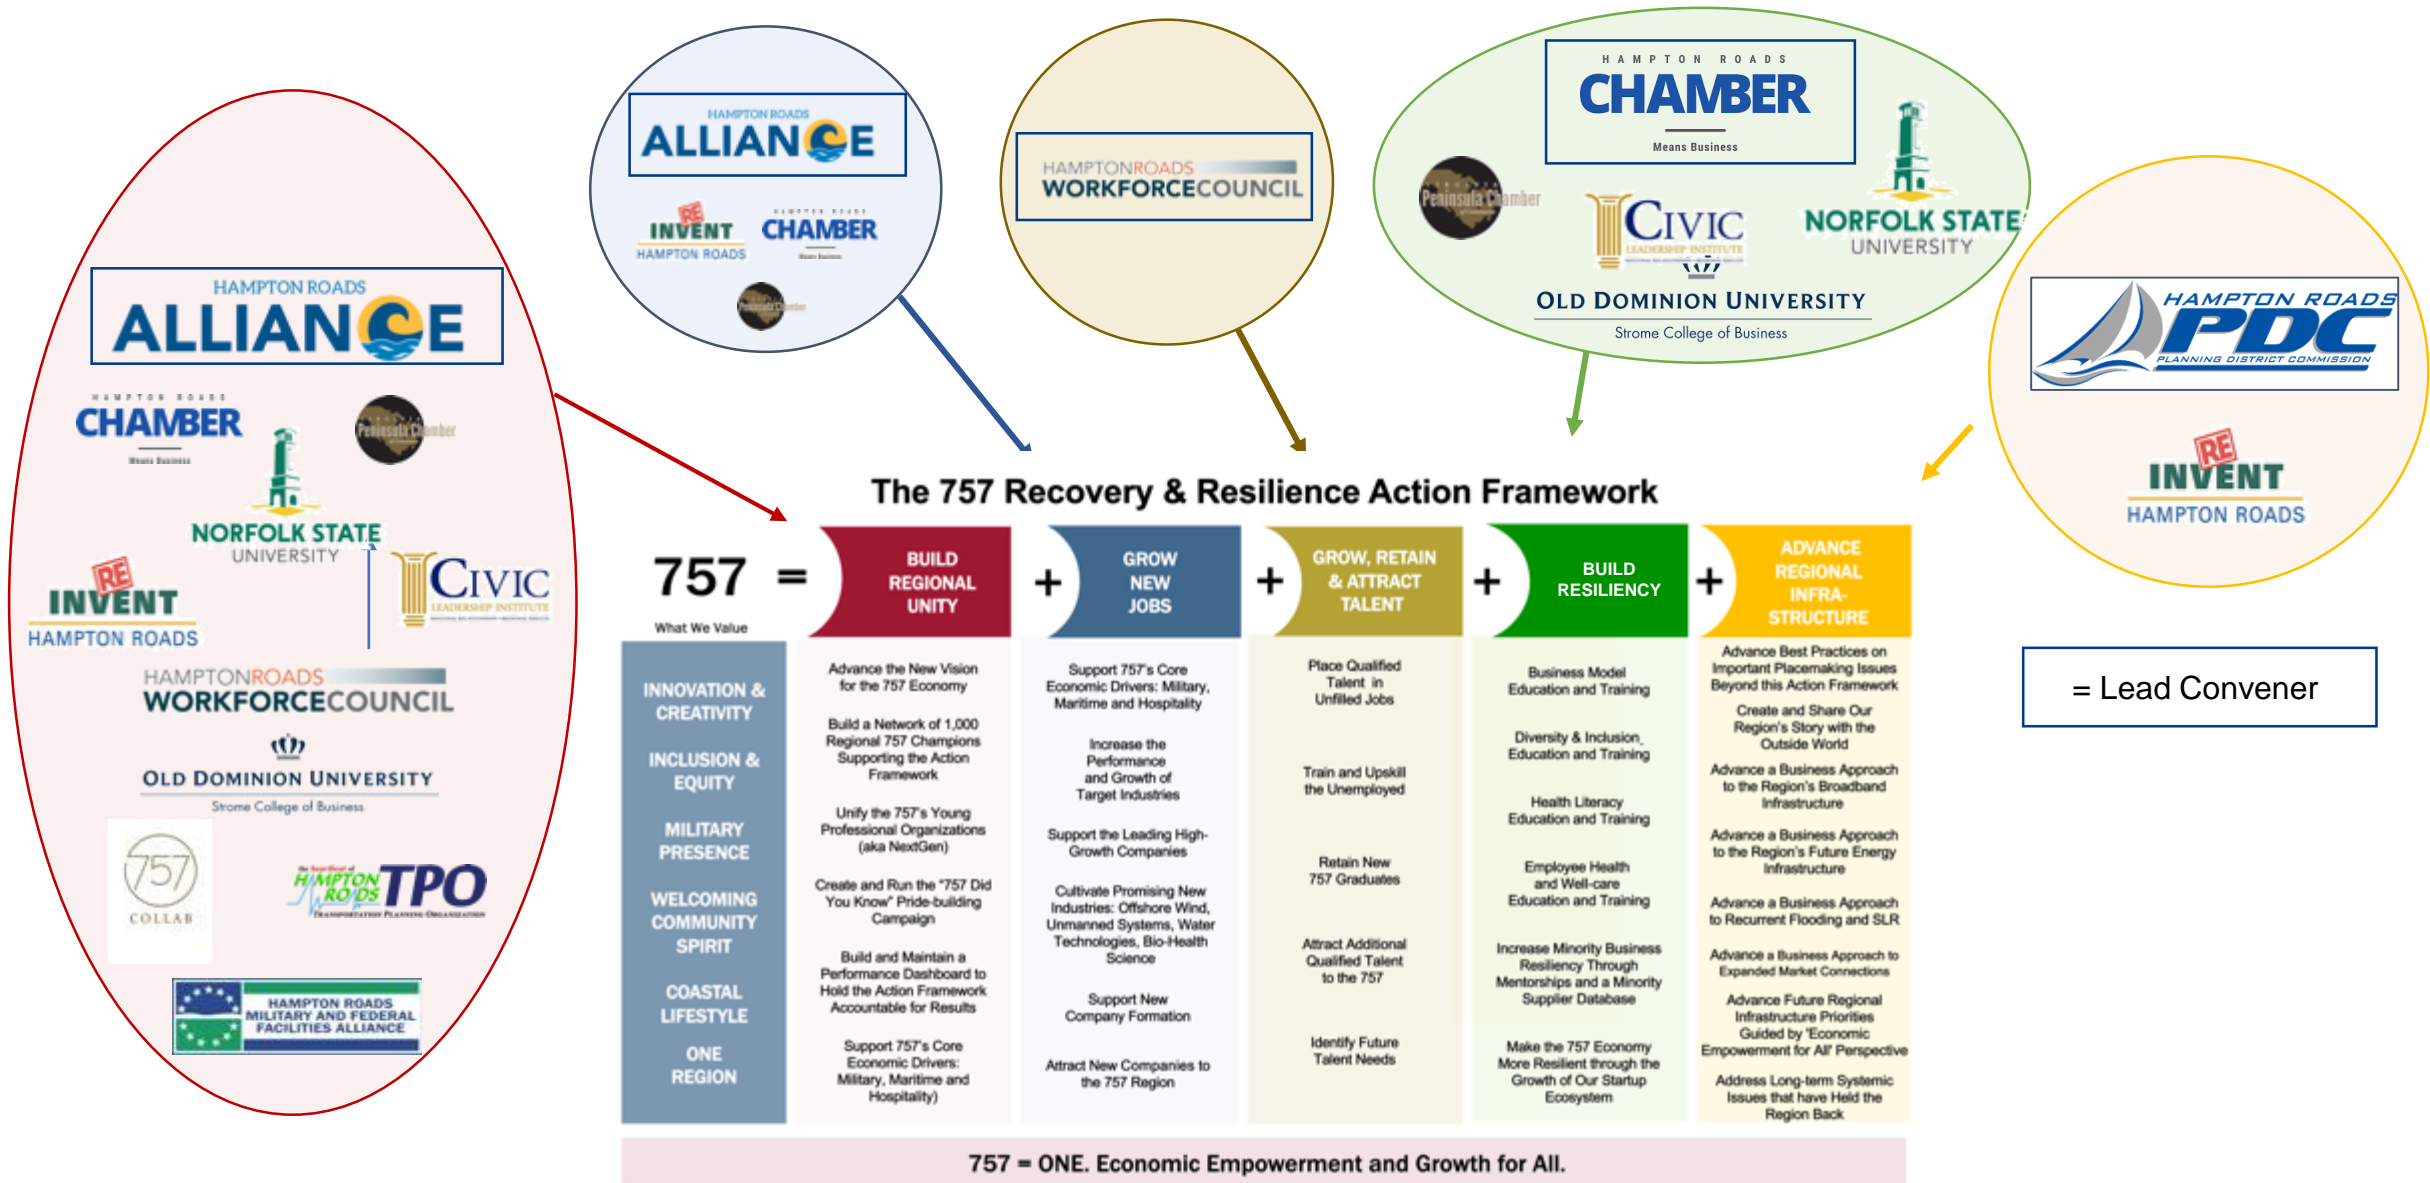 HAMPTON ROADS
ALLIANCE
HAMPTON ROADS
CHAMBER
Means Business
Peninsula Chamber
NORFOLK STATE
UNIVERSITY
RE
INVENT
HAMPTON ROADS
CIVIC
LEADERSHIP INSTITUTE
HAMPTONROADS
WORKFORCECOUNCIL
OLD DOMINION UNIVERSITY
Strome College of Business
757
COLLAB
HAMPTON
ROADS
TPO
TRANSPORTATION PLANNING ORGANIZATION
HAMPTON ROADS
MILITARY AND FEDERAL
FACILITIES ALLIANCE
HAMPTON ROADS
ALLIANCE
RE
INVENT
HAMPTON ROADS
HAMPTON ROADS
CHAMBER
Means Business
Peninsula Chamber
HAMPTONROADS
WORKFORCECOUNCIL
HAMPTON ROADS
CHAMBER
Means Business
Peninsula Chamber
CIVIC
LEADERSHIP INSTITUTE
NORFOLK STATE
UNIVERSITY
OLD DOMINION UNIVERSITY
Strome College of Business
HAMPTON ROADS
PDC
PLANNING DISTRICT COMMISSION
RE
INVENT
HAMPTON ROADS
= Lead Convener
The 757 Recovery & Resilience Action Framework
757 =
What We Value
BUILD
REGIONAL
UNITY
+
GROW
NEW
JOBS
+
GROW, RETAIN
& ATTRACT
TALENT
+
BUILD
RESILIENCY
+
ADVANCE
REGIONAL
INFRA-
STRUCTURE
INNOVATION &
CREATIVITY
INCLUSION &
EQUITY
MILITARY
PRESENCE
WELCOMING
COMMUNITY
SPIRIT
COASTAL
LIFESTYLE
ONE
REGION
Advance the New Vision
for the 757 Economy
Build a Network of 1,000
Regional 757 Champions
Supporting the Action
Framework
Unify the 757's Young
Professional Organizations
(aka NextGen)
Create and Run the "757 Did
You Know" Pride-building
Campaign
Build and Maintain a
Performance Dashboard to
Hold the Action Framework
Accountable for Results
Support 757's Core
Economic Drivers:
Military, Maritime and
Hospitality)
Support 757's Core
Economic Drivers: Military,
Maritime and Hospitality
Increase the
Performance
and Growth of
Target Industries
Support the Leading High-
Growth Companies
Cultivate Promising New
Industries: Offshore Wind,
Unmanned Systems, Water
Technologies, Bio-Health
Science
Support New
Company Formation
Attract New Companies to
the 757 Region
Place Qualified
Talent in
Unfilled Jobs
Train and Upskill
the Unemployed
Retain New
757 Graduates
Attract Additional
Qualified Talent
to the 757
Identify Future
Talent Needs
Business Model
Education and Training
Diversity & Inclusion
Education and Training
Health Literacy
Education and Training
Employee Health
and Well-care
Education and Training
Increase Minority Business
Resiliency Through
Mentorships and a Minority
Supplier Database
Make the 757 Economy
More Resilient through the
Growth of Our Startup
Ecosystem
Advance Best Practices on
Important Placemaking Issues
Beyond this Action Framework
Create and Share Our
Region's Story with the
Outside World
Advance a Business Approach
to the Region's Broadband
Infrastructure
Advance a Business Approach
to the Region's Future Energy
Infrastructure
Advance a Business Approach
to Recurrent Flooding and SLR
Advance a Business Approach to
Expanded Market Connections
Advance Future Regional
Infrastructure Priorities
Guided by 'Economic
Empowerment for All' Perspective
Address Long-term Systemic
Issues that have Held the
Region Back
757 = ONE. Economic Empowerment and Growth for All.